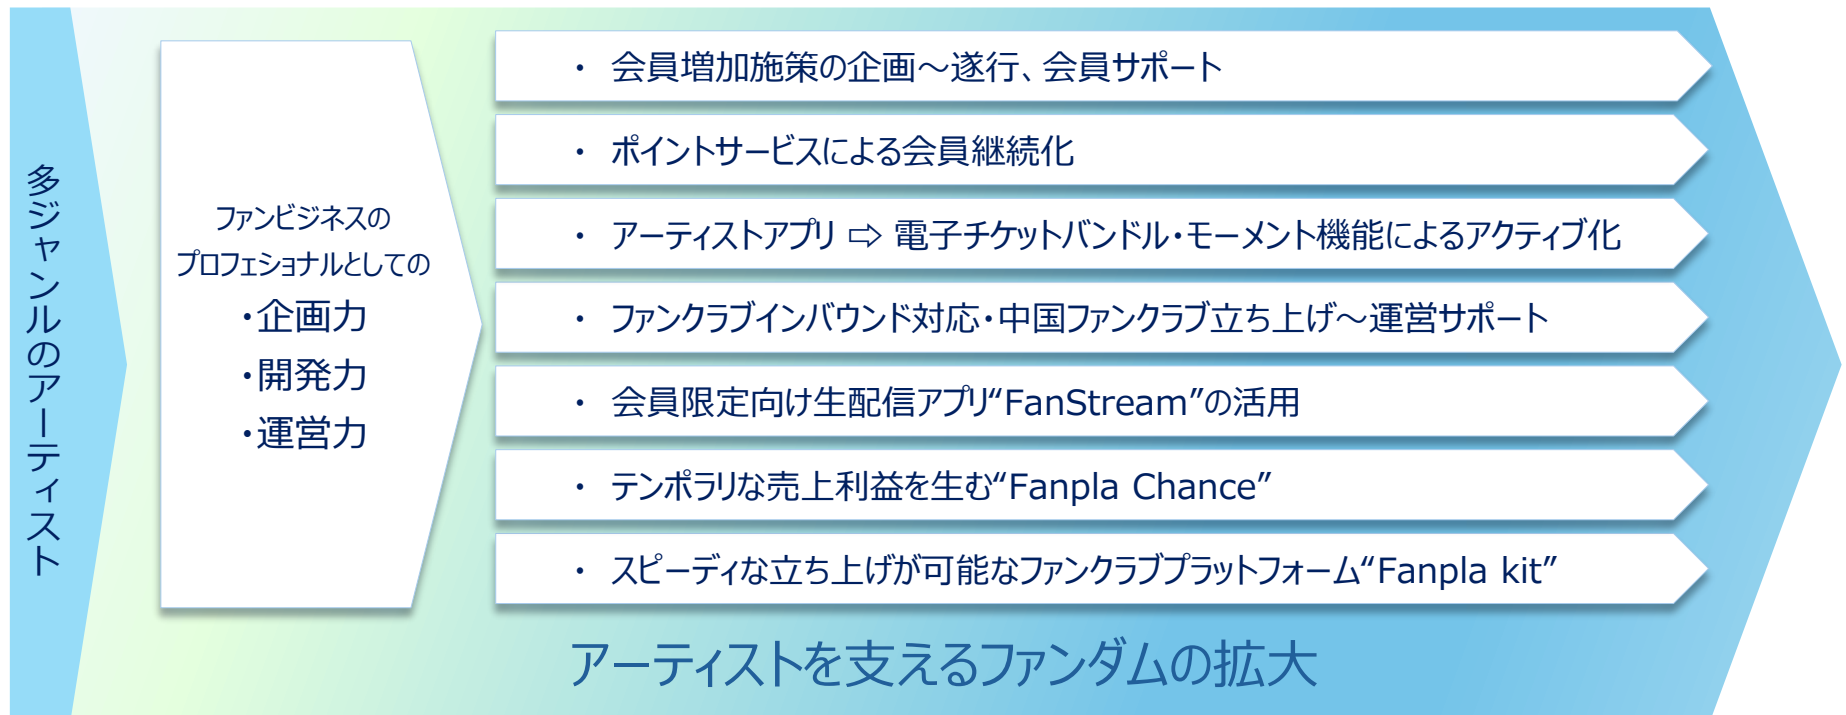 多ジャンルのアーティスト
ファンビジネスの
プロフェショナルとしての
・企画力
・開発力
・運営力
・ 会員増加施策の企画～遂行、会員サポート
・ ポイントサービスによる会員継続化
・ アーティストアプリ ⇨ 電子チケットバンドル・モーメント機能によるアクティブ化
・ ファンクラブインバウンド対応・中国ファンクラブ立ち上げ～運営サポート
・ 会員限定向け生配信アプリ“FanStream”の活用
・ テンポラリな売上利益を生む“Fanpla Chance”
・ スピーディな立ち上げが可能なファンクラブプラットフォーム“Fanpla kit”
アーティストを支えるファンダムの拡大